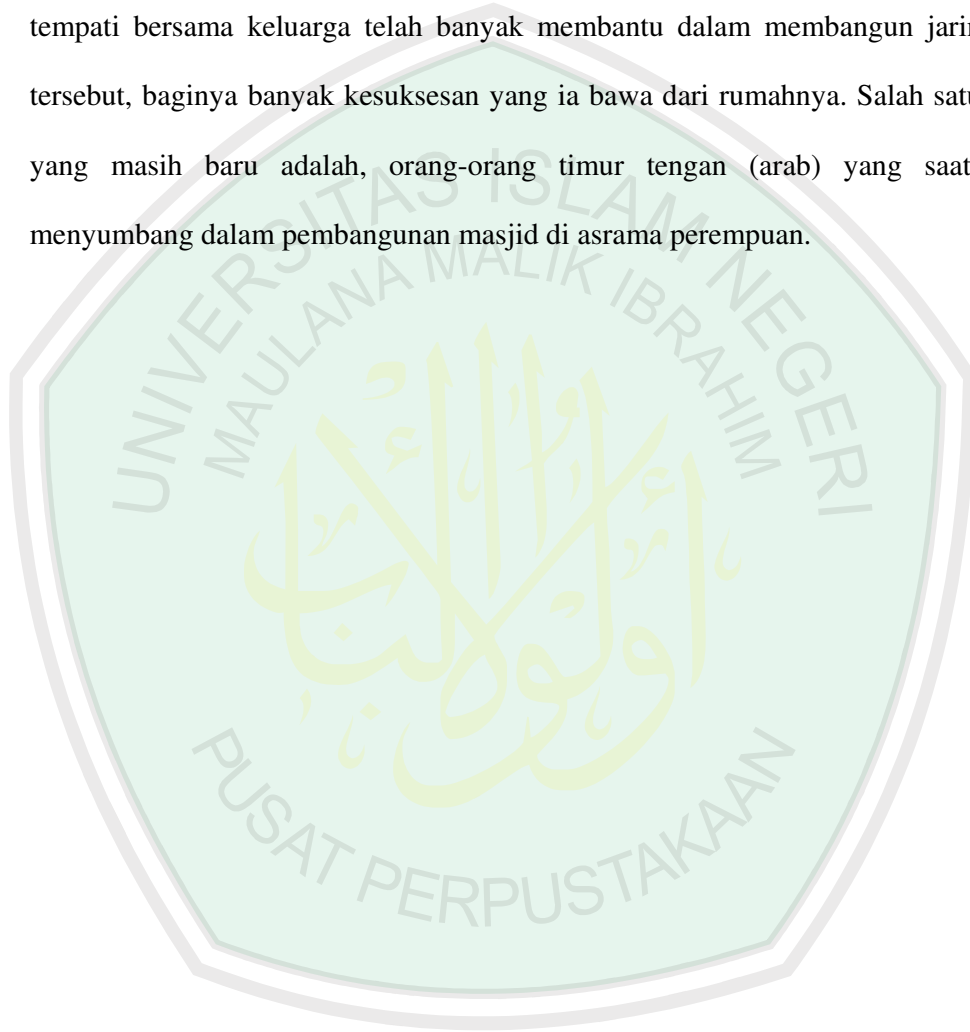 tempati bersama keluarga telah banyak membantu dalam membangun jarin
tersebut, baginya banyak kesuksesan yang ia bawa dari rumahnya. Salah satu
yang masih baru adalah, orang-orang timur tengan (arab) yang saat
menyumbang dalam pembangunan masjid di asrama perempuan.
UNIVERSITAS ISLAM NEGERI
MAULANA MALIK IBRAHIM
PUSAT PERPUSTAKAAN